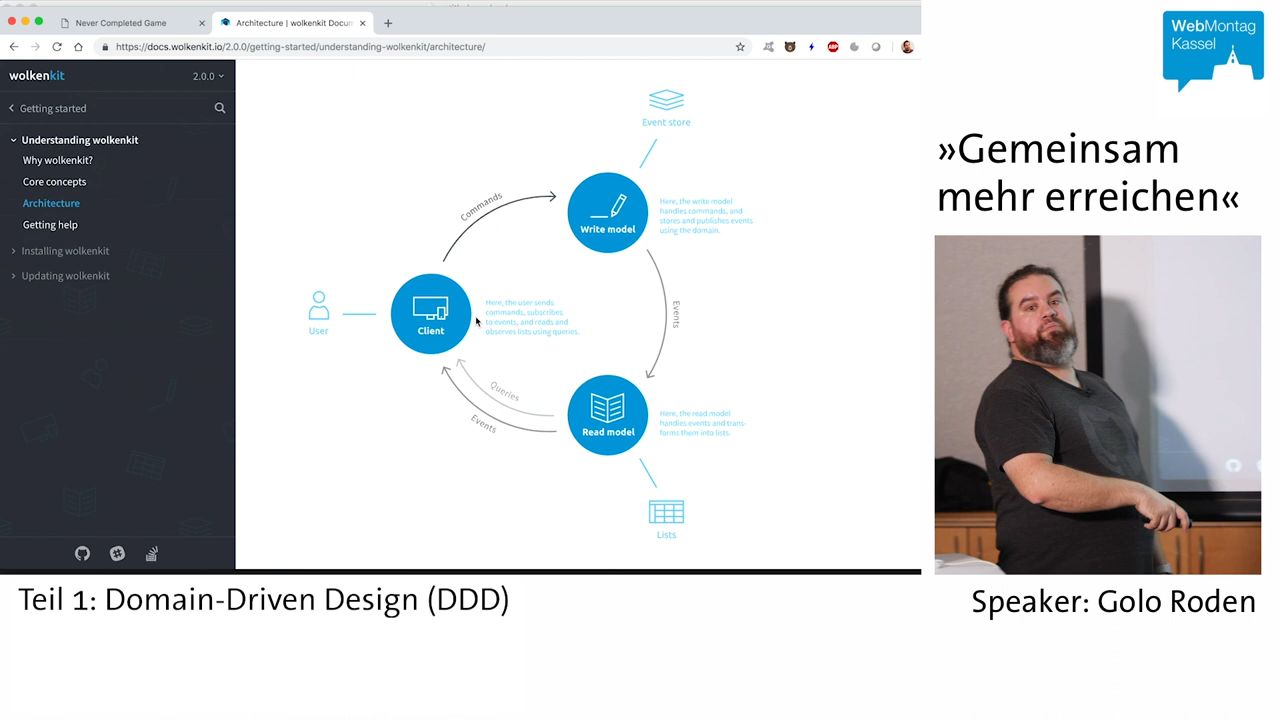 Never Completed Game
Architecture | wolkenkit Docum
https://docs.wolkenkit.io/2.0.0/getting-started/understanding-wolkenkit/architecture/
ABP
wolkenkit
2.0.0
Getting started
Understanding wolkenkit
Why wolkenkit?
Core concepts
Architecture
Getting help
Installing wolkenkit
Updating wolkenkit
Event store
Commands
Write model
Here, the write model
handles commands, and
stores and publishes events
using the domain.
User
Client
Here, the user sends
commands, subscribes
to events, and reads and
observes lists using queries.
Events
Queries
Events
Read model
Here, the read model
handles events and trans-
forms them into lists.
Lists
WebMontag
Kassel
»Gemeinsam
mehr erreichen«
Teil 1: Domain-Driven Design (DDD)
Speaker: Golo Roden